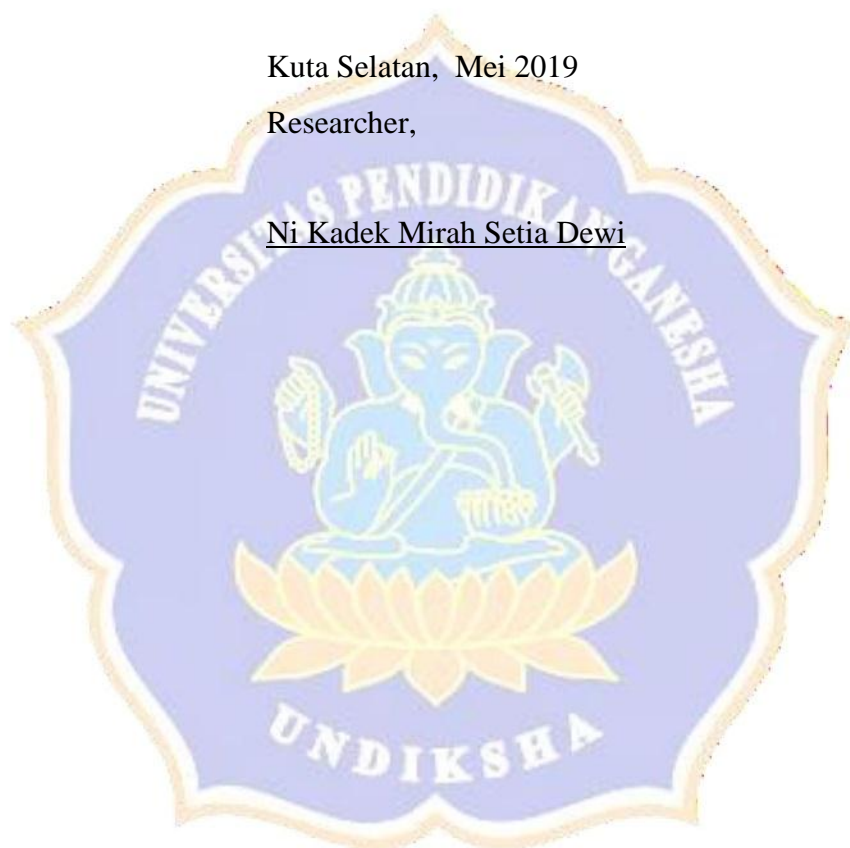 Kuta Selatan,  Mei 2019
Researcher,
UNIVERSITAS PENDIDIKAN GANESHA
Ni Kadek Mirah Setia Dewi
UNDIKSHA